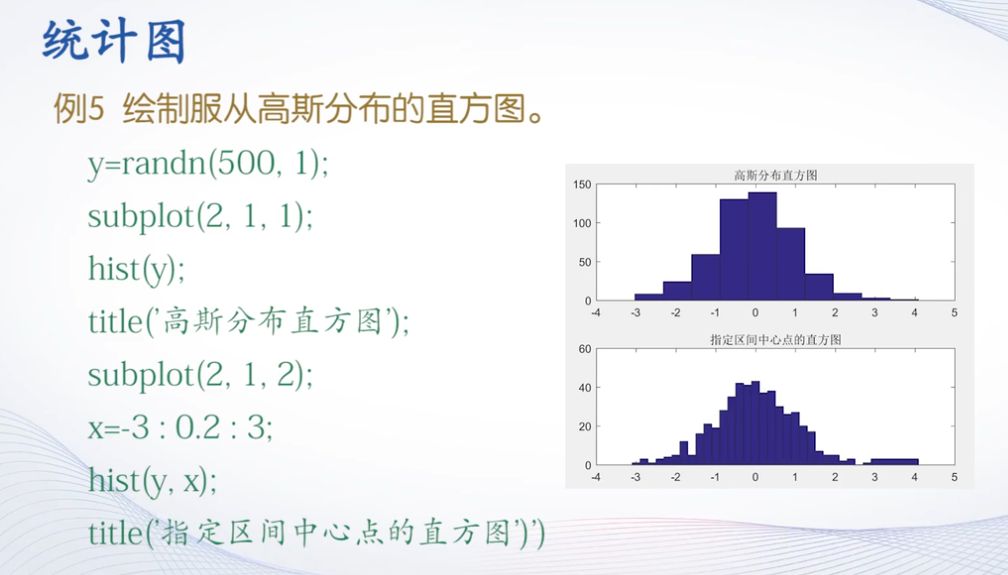 统计图
例5 绘制服从高斯分布的直方图。
y=randn(500, 1);
subplot(2, 1, 1);
hist(y);
title('高斯分布直方图');
subplot(2, 1, 2);
x=-3 : 0.2 : 3;
hist(y, x);
title('指定区间中心点的直方图')')
高斯分布直方图
150
100
50
0
-4 -3 -2 -1 0 1 2 3 4 5
指定区间中心点的直方图
60
40
20
0
-4 -3 -2 -1 0 1 2 3 4 5